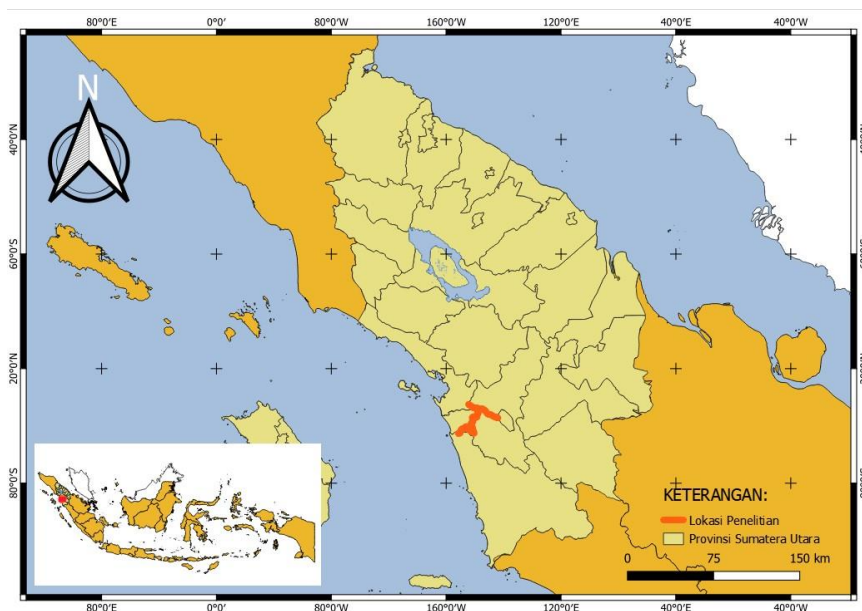 80°0'E 0°0' 80°0'W 160°0'W 120°0'E 40°0'E 40°0'W
N
40°0'N
60°0'S
20°0'N
KETERANGAN:
Lokasi Penelitian
Provinsi Sumatera Utara
0 75 150 km
80°0'E 0°0' 80°0'W 160°0'W 120°0'E 40°0'E 40°0'W